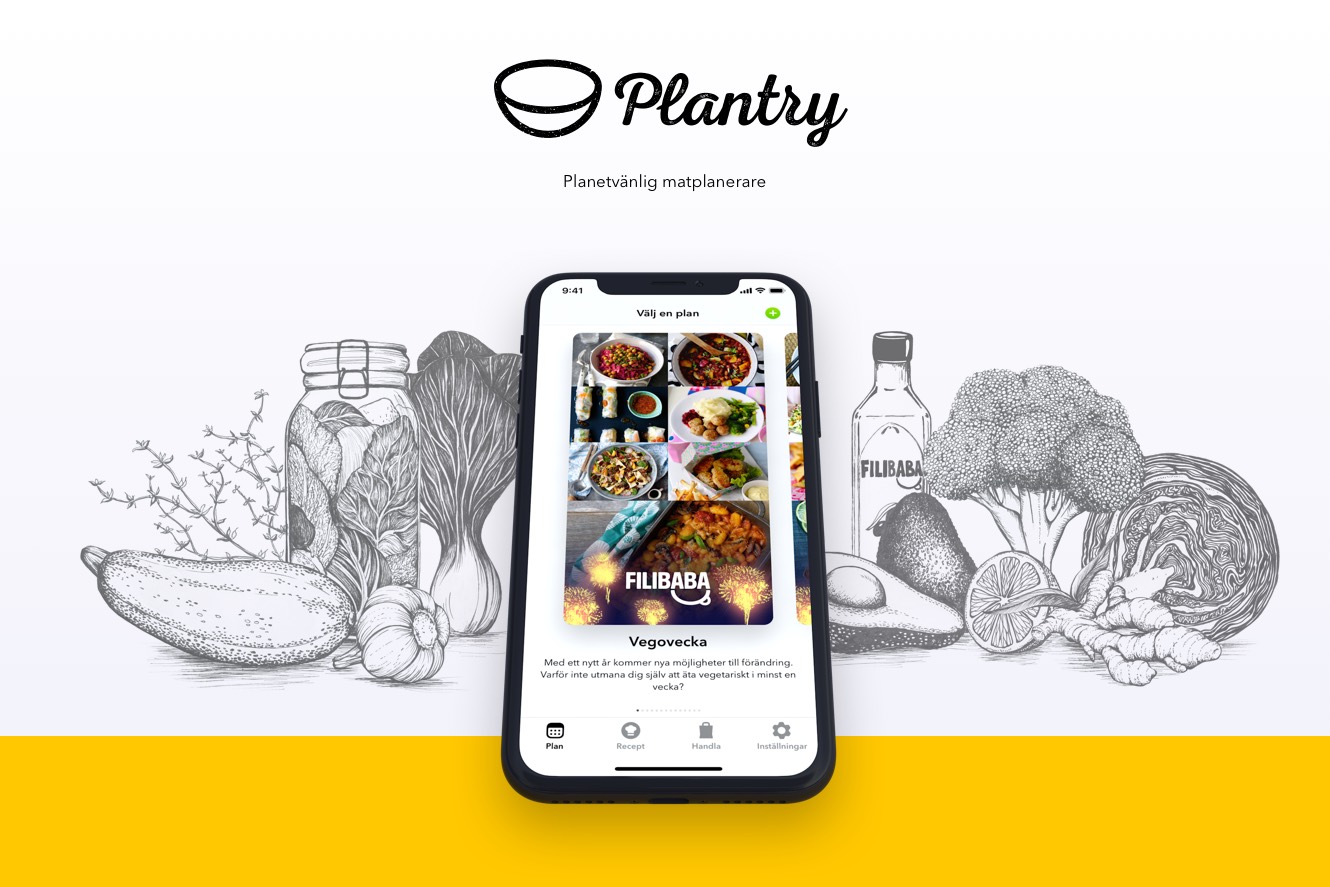 Plantry
Planetvänlig matplanerare
9:41
Välj en plan
FILIBABA
FILIBABA
Vegovecka
Med ett nytt år kommer nya möjligheter till förändring.
Varför inte utmana dig själv att äta vegetariskt i minst en
vecka?
Plan
Recept
Handla
Inställningar